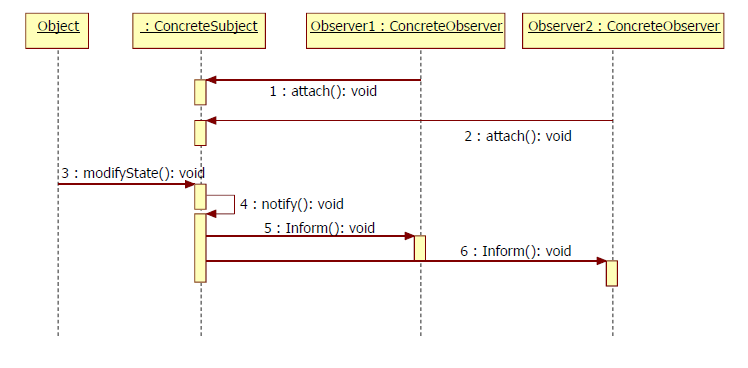 Object
: ConcreteSubject
Observer1 : ConcreteObserver
Observer2 : ConcreteObserver
1 : attach(): void
2 : attach(): void
3 : modifyState(): void
4 : notify(): void
5 : Inform(): void
6 : Inform(): void